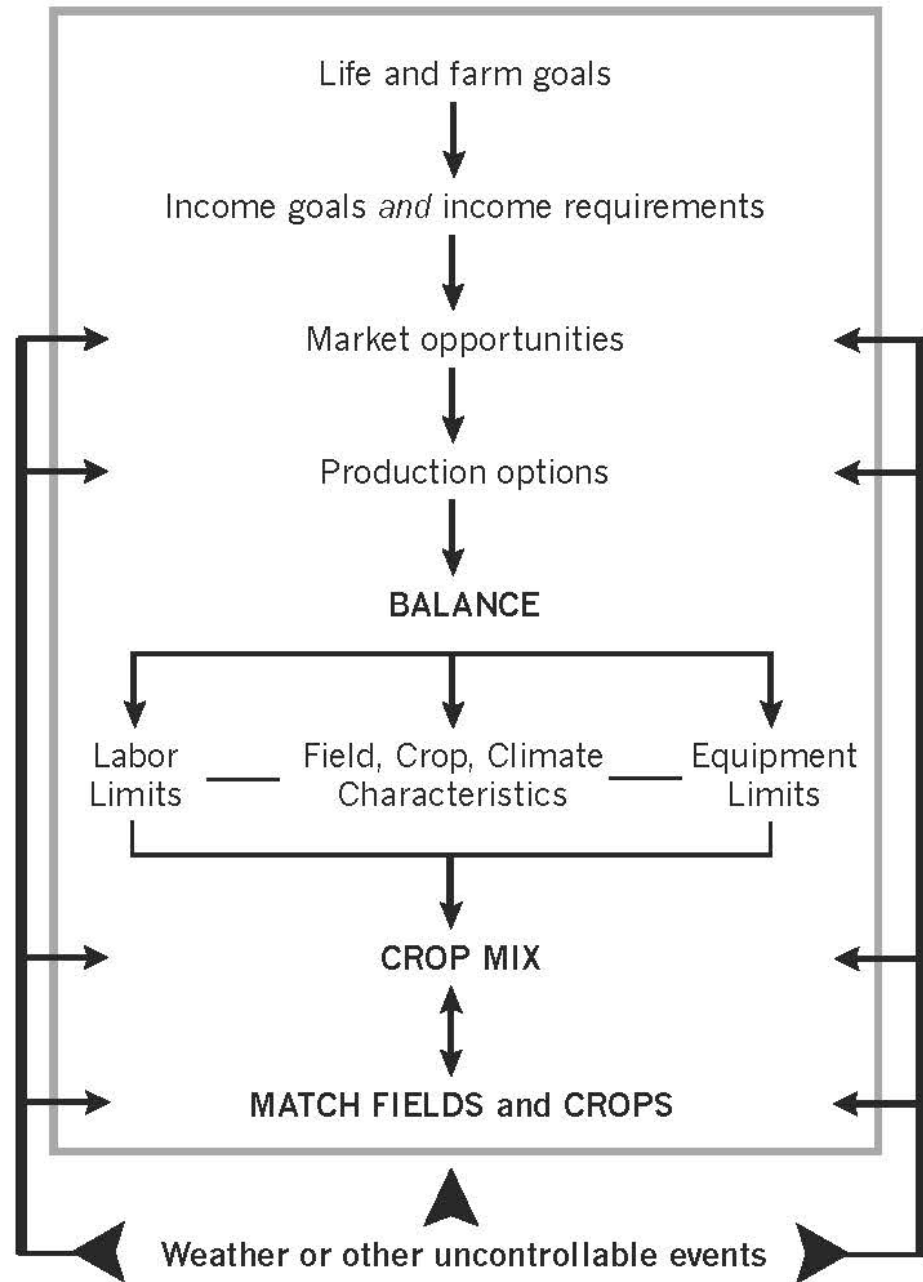 Life and farm goals
Income goals and income requirements
Market opportunities
Production options
BALANCE
Labor
Limits
Field, Crop, Climate
Characteristics
Equipment
Limits
CROP MIX
MATCH FIELDS and CROPS
Weather or other uncontrollable events